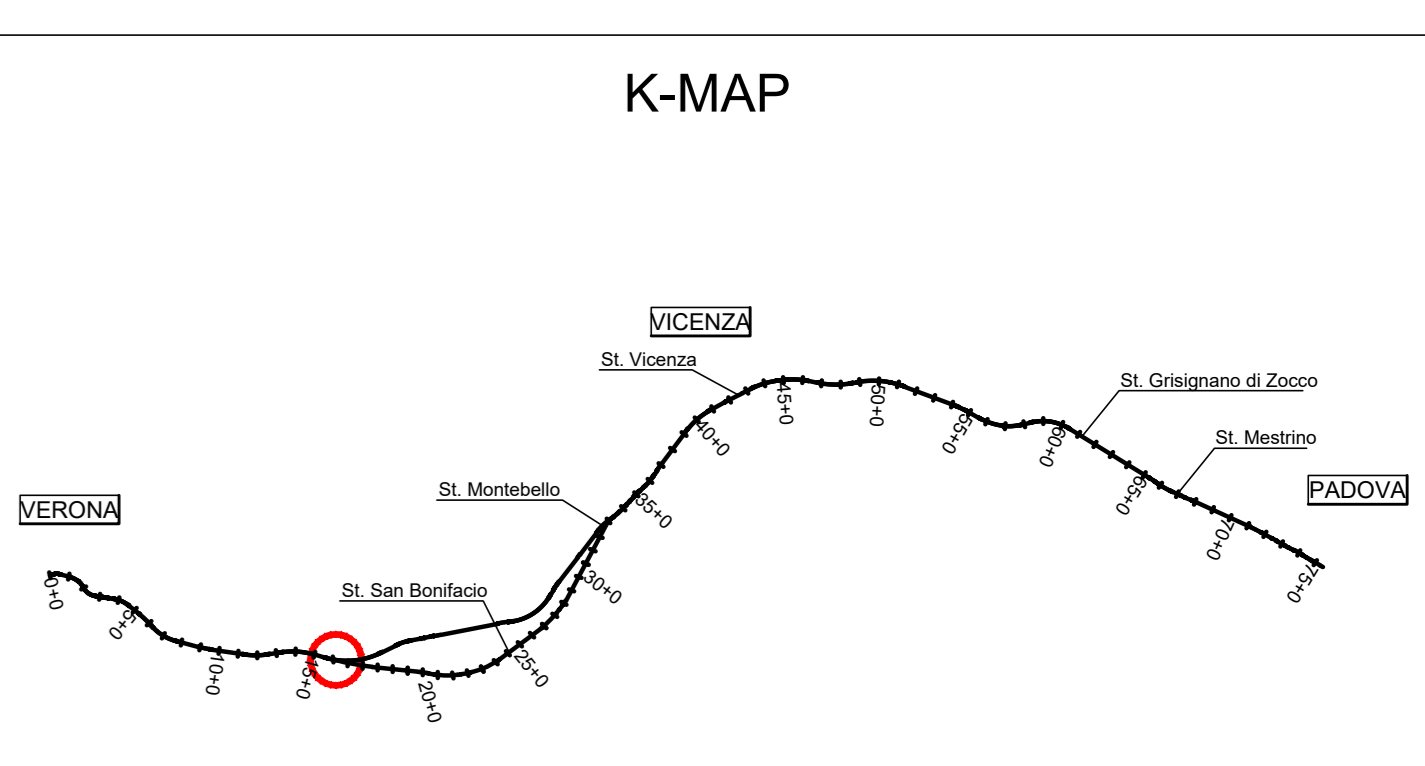 K-MAP
VICENZA
St. Vicenza
St. Grisignano di Zocco
St. Mestrino
PADOVA
VERONA
St. Montebello
St. San Bonifacio
0+0
5+0
10+0
15+0
20+0
25+0
30+0
35+0
40+0
45+0
50+0
55+0
60+0
65+0
70+0
75+0